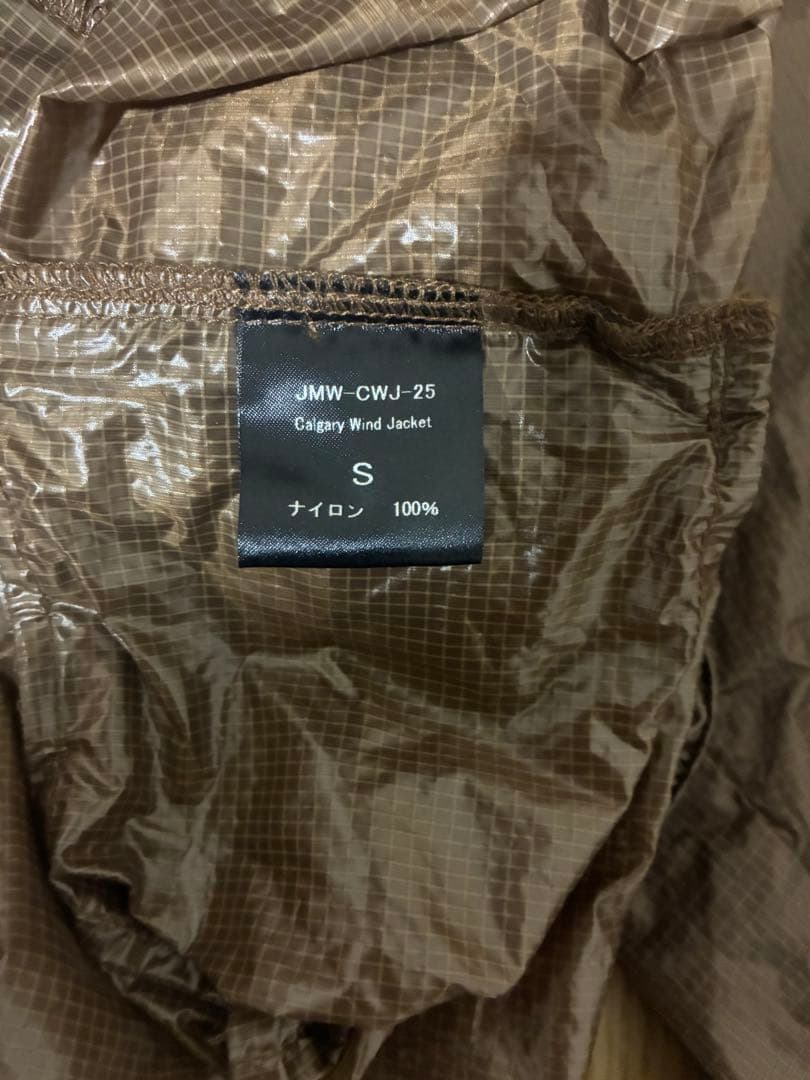 JMW-CWJ-25
Calgary Wind Jacket
S
ナイロン 100%